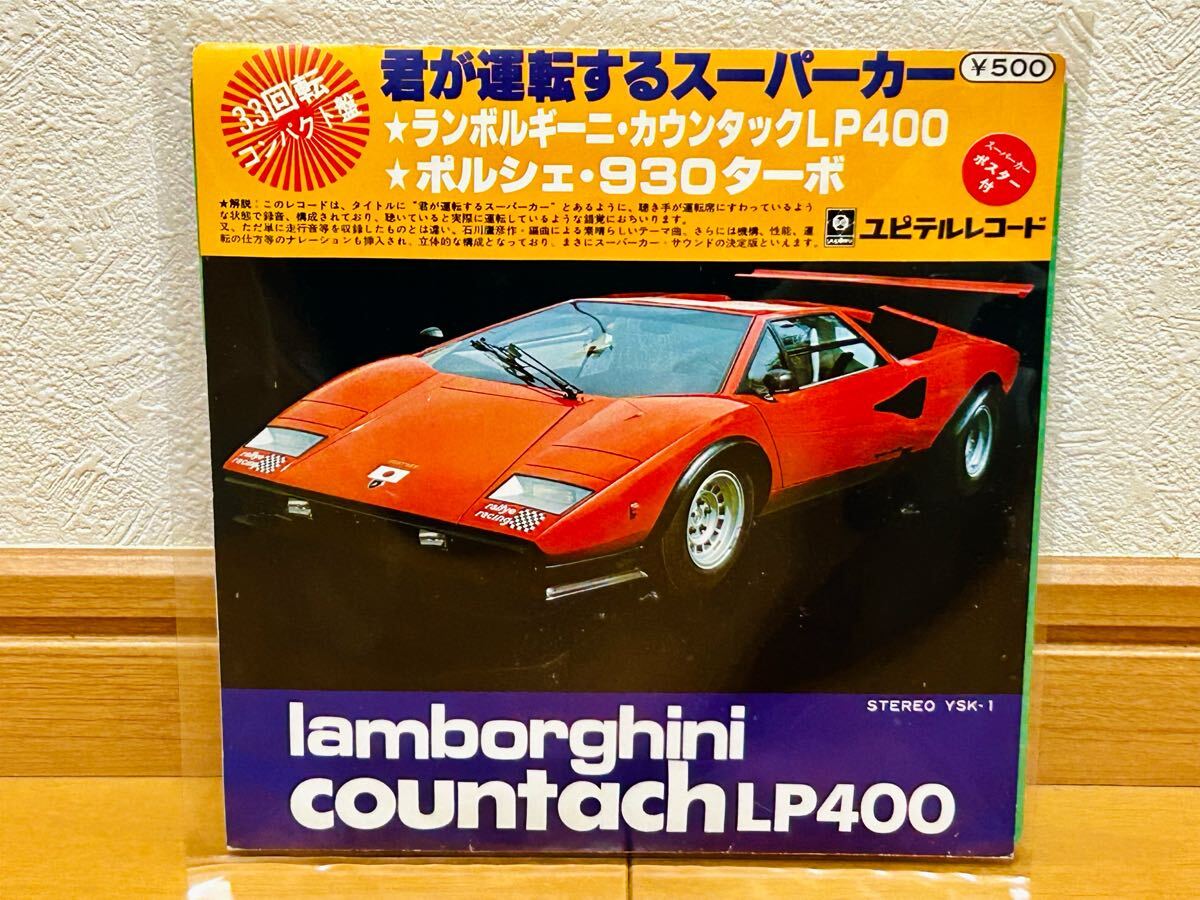 33回転
コンパクト盤
君が運転するスーパーカー
¥500
★ランボルギーニ・カウンタックLP400
★ポルシェ・930ターボ
スーパーカー
ポスター
付
★解説:このレコードは、タイトルに"君が運転するスーパーカー"とあるように、聴き手が運転席にすわっているよう
な状態で録音、構成されており、聴いていると実際に運転しているような錯覚におちいります。
又、ただ単に走行音等を収録したものとは違い、石川鷹彦作・編曲による素晴らしいテーマ曲、さらには機構、性能、運
転の仕方等のナレーションも挿入され、立体的な構成となっており、まさにスーパーカー・サウンドの決定版といえます。
ユピテルレコード
rallye
racing
rallye
racing
STEREO YSK-1
lamborghini
countach LP400